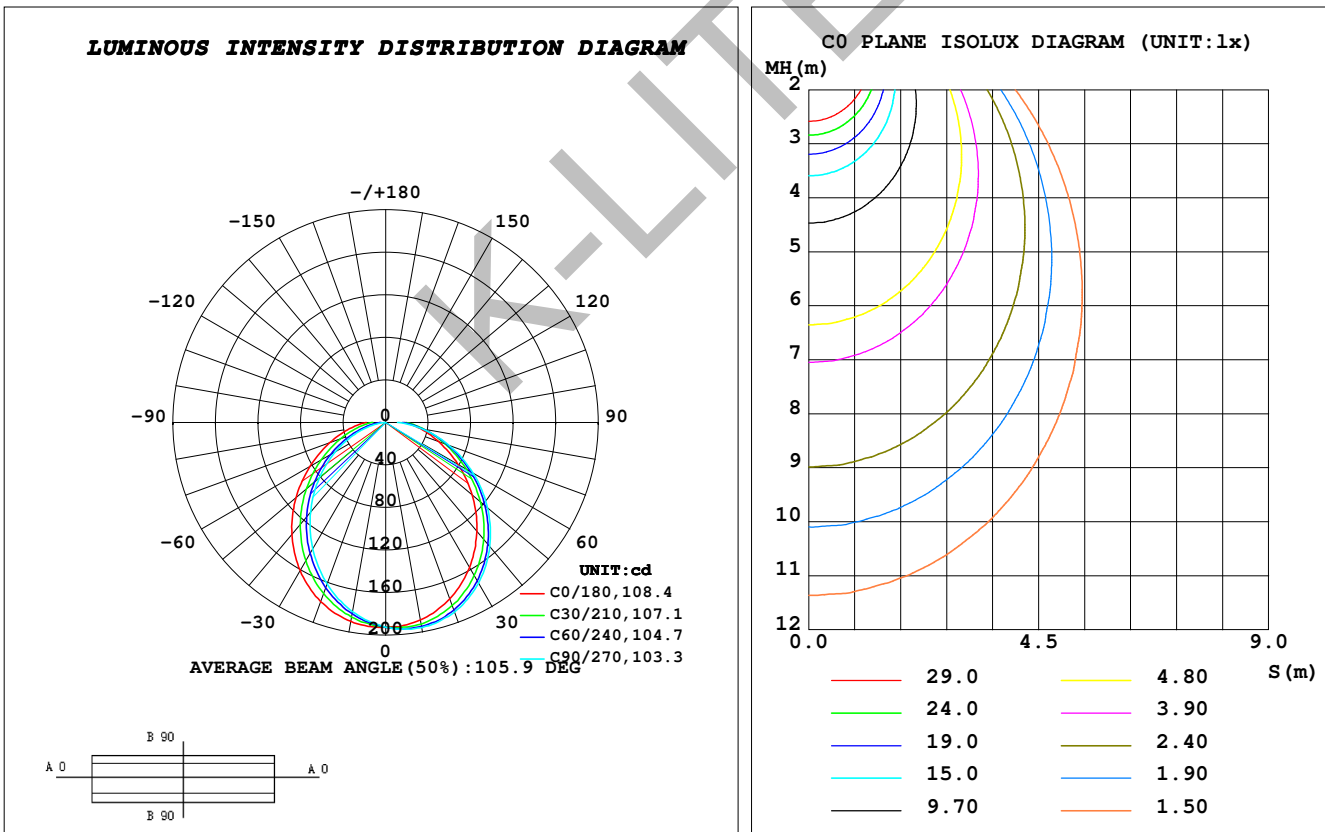 LUMINOUS INTENSITY DISTRIBUTION DIAGRAM
-/+180
-150
150
-120
120
-90
90
-60
60
-30
30
0
0
40
80
120
160
200
UNIT:cd
C0/180,108.4
C30/210,107.1
C60/240,104.7
C90/270,103.3
AVERAGE BEAM ANGLE(50%):105.9 DEG
B 90
A 0
A 0
B 90
C0 PLANE ISOLUX DIAGRAM (UNIT:lx)
MH(m)
2
3
4
5
6
7
8
9
10
11
12
0.0
4.5
9.0
S(m)
29.0
4.80
24.0
3.90
19.0
2.40
15.0
1.90
9.70
1.50
K-LITE